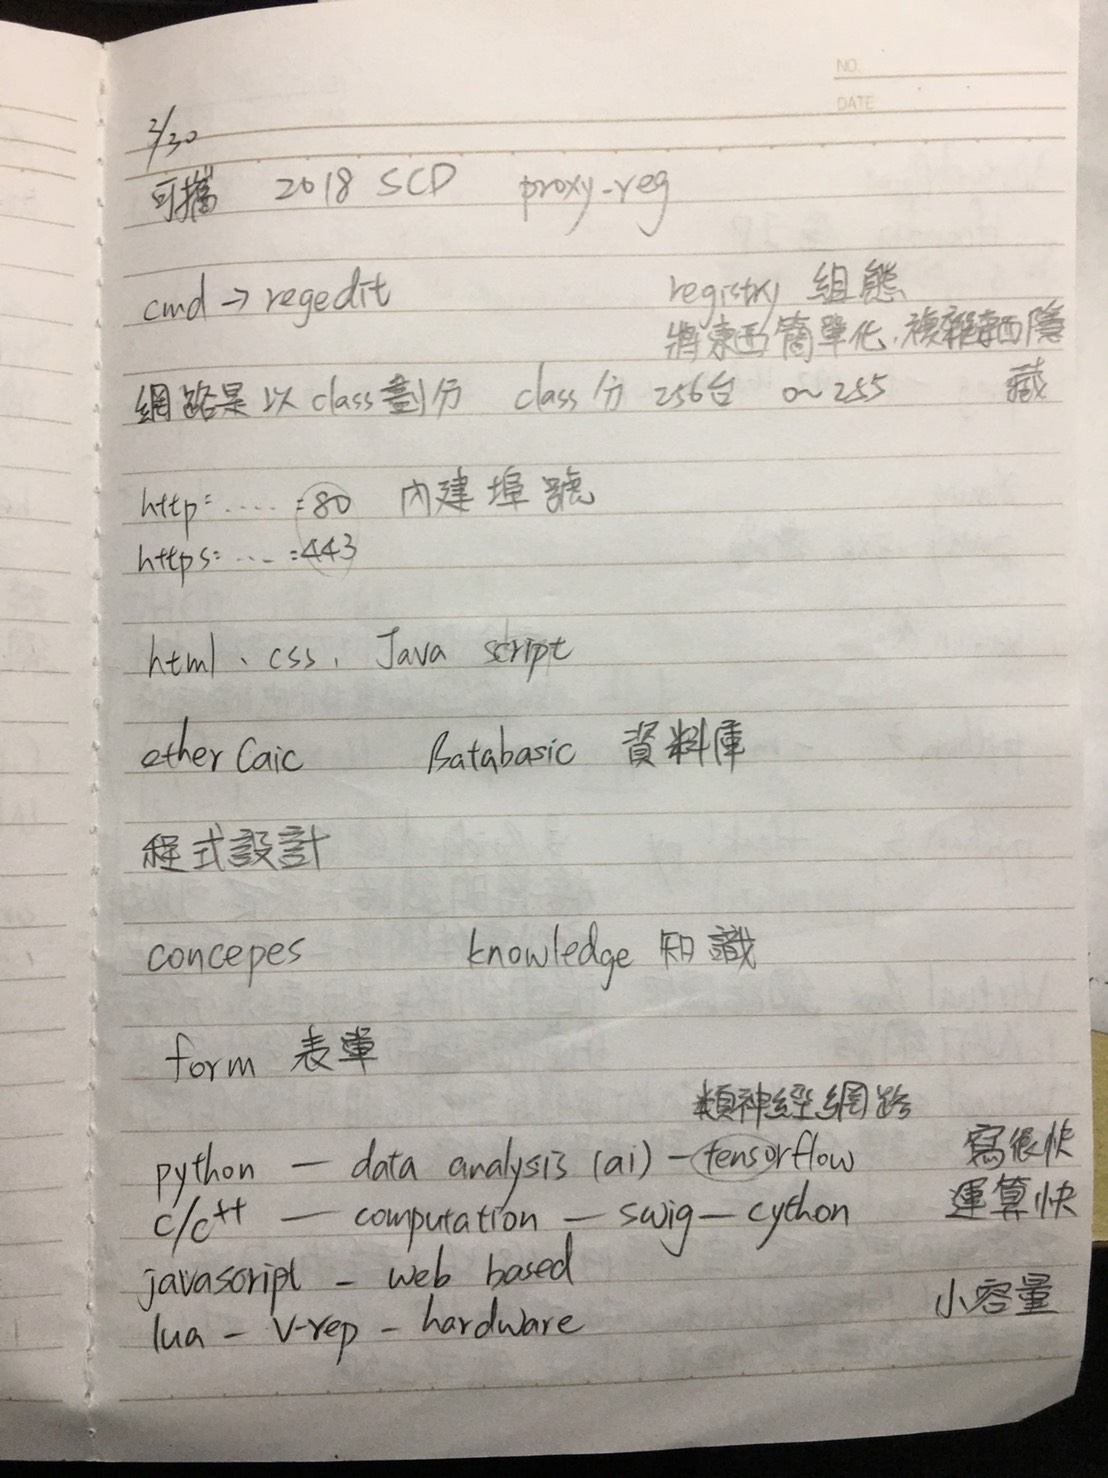 NO.
DATE
3/30
可攜 2018 SCD proxy-reg
cmd → regedit registry 組態
將東西簡單化,複雜東西隱藏
網路是以class劃分 class分 256台 0~255
http:.....:80 內建埠號
https:...:443
html、css、Java script
ether Caic Batabasic 資料庫
程式設計
concepes knowledge 知識
form 表單
類神經網路
python — data analysis (ai) — tensorflow 寫很快
c/c++ — computation — swig — cython 運算快
javascript - web based
lua - v-rep - hardware 小容量